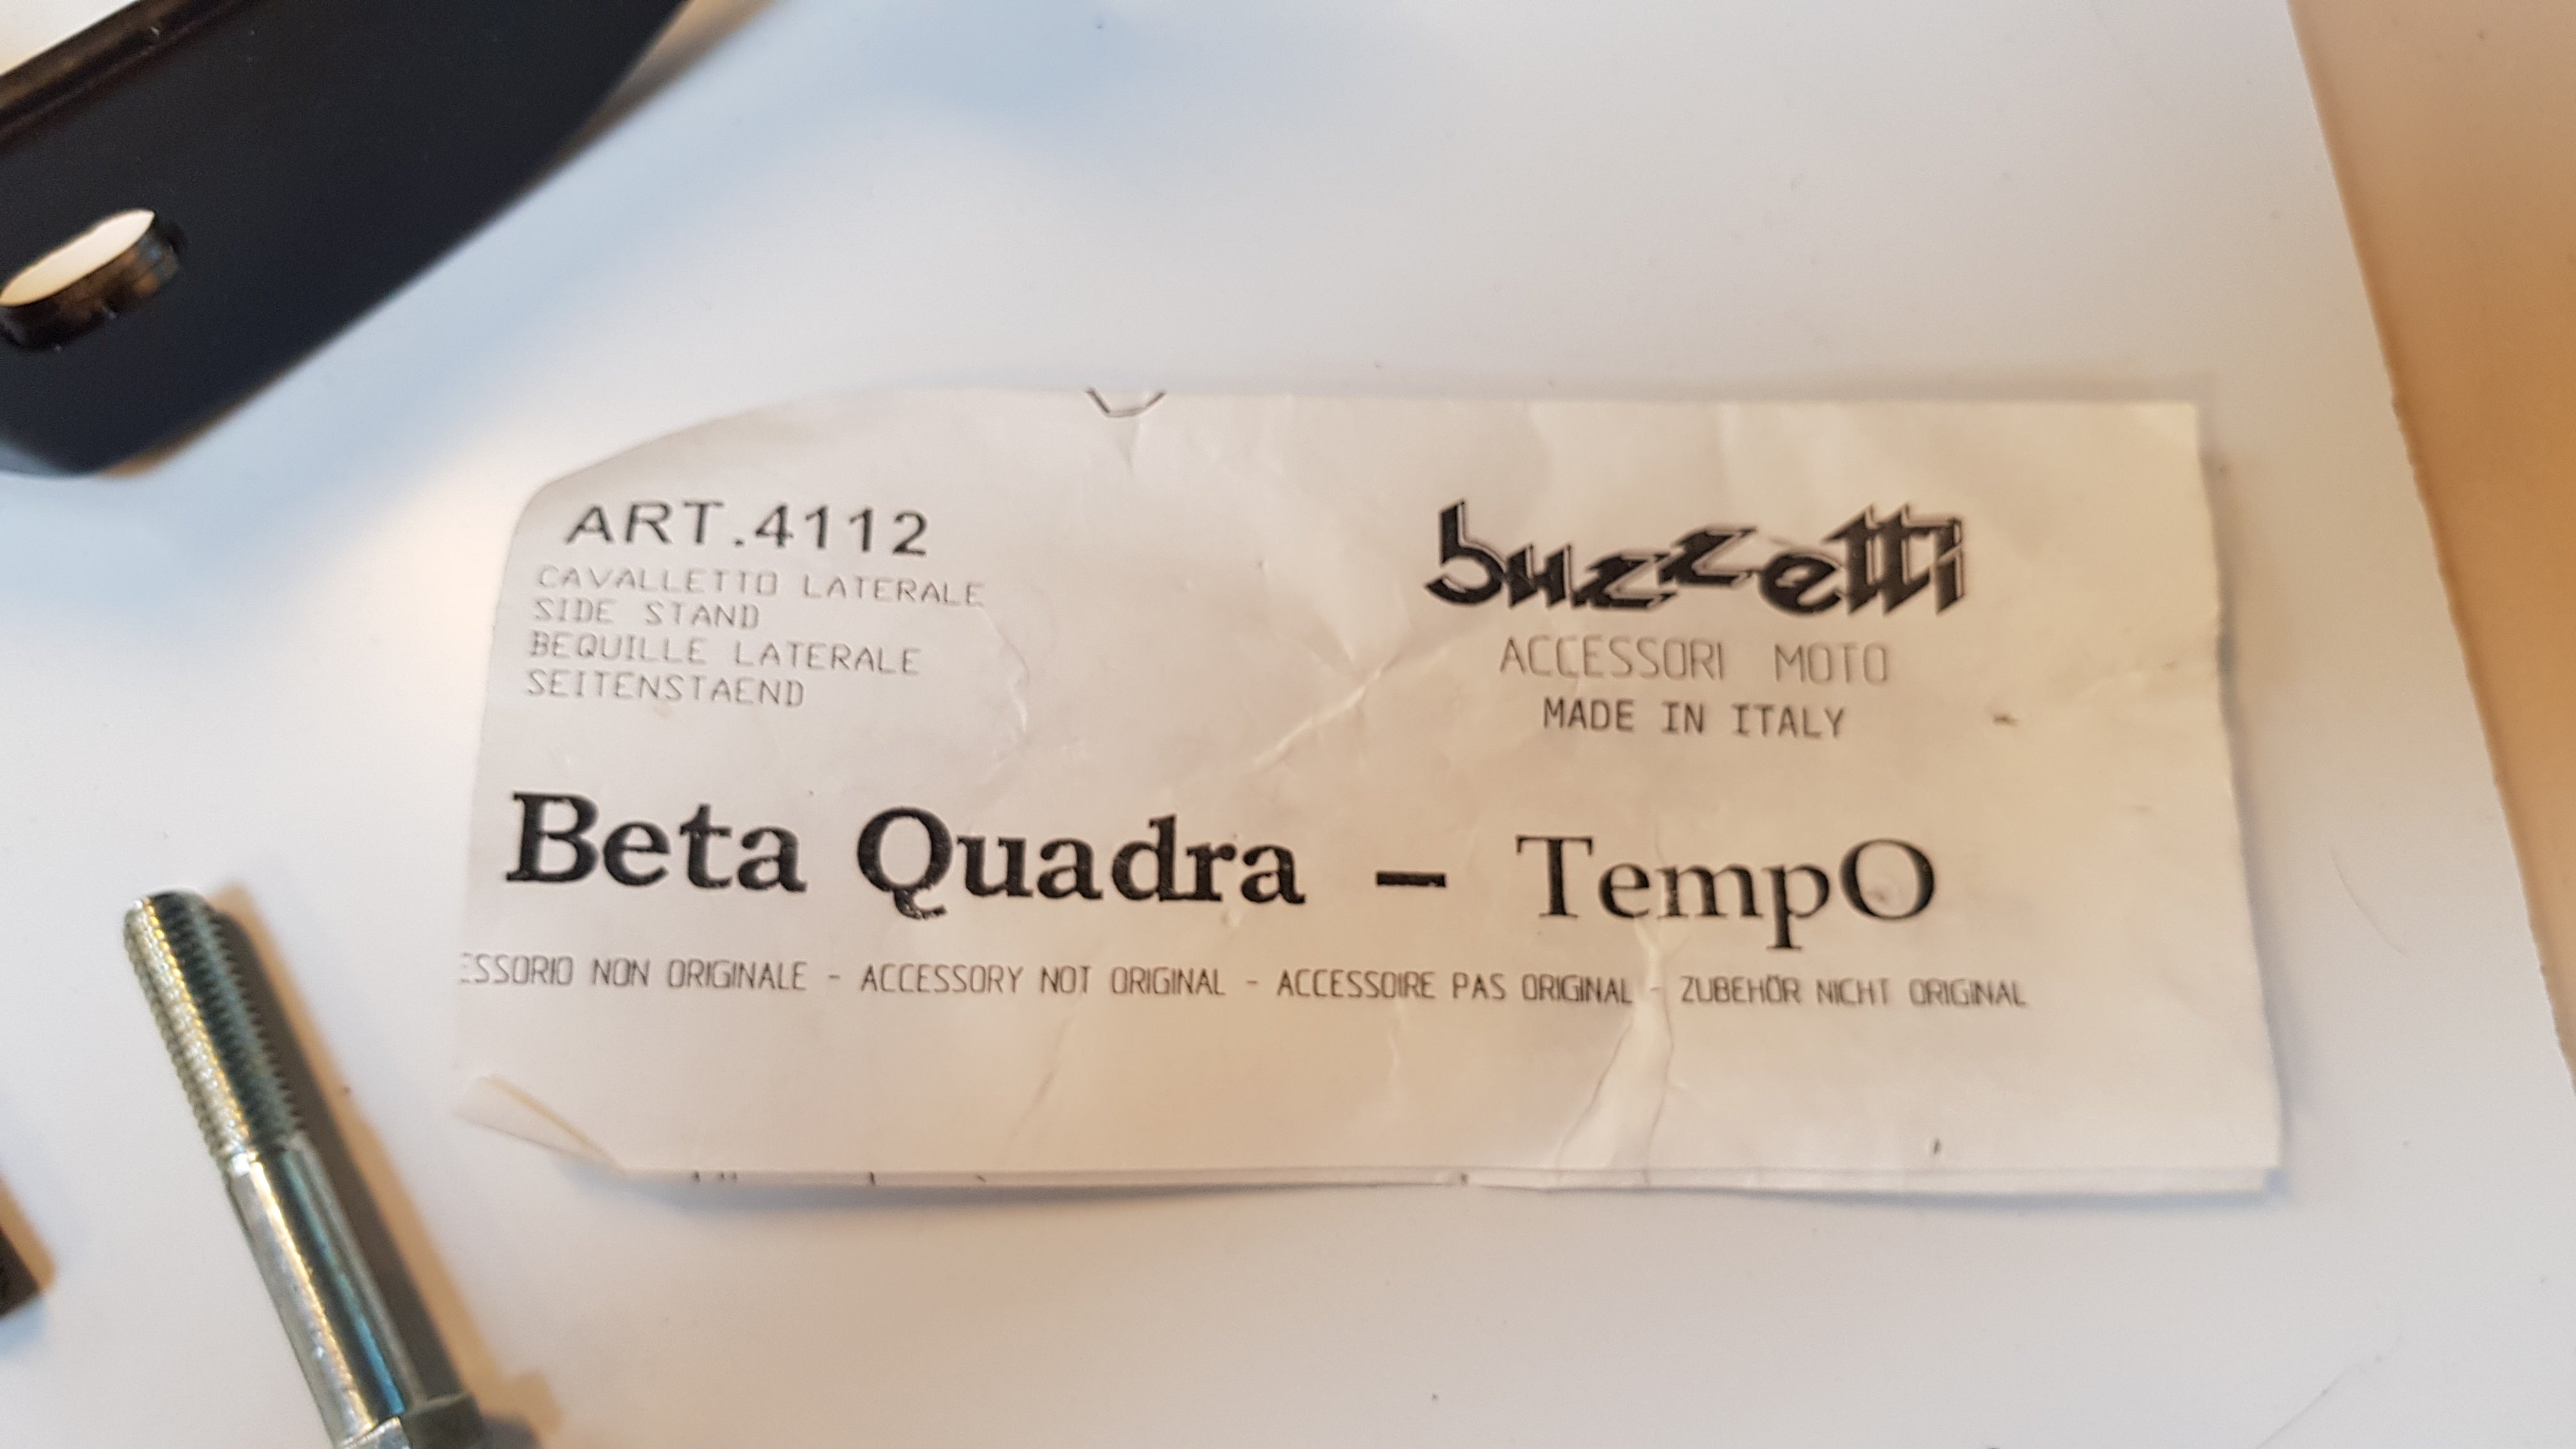 ART.4112
CAVALLETTO LATERALE
SIDE STAND
BEQUILLE LATERALE
SEITENSTAEND
buzzetti
ACCESSORI MOTO
MADE IN ITALY
Beta Quadra – TempO
ESSORIO NON ORIGINALE - ACCESSORY NOT ORIGINAL - ACCESSOIRE PAS ORIGINAL - ZUBEHÖR NICHT ORIGINAL